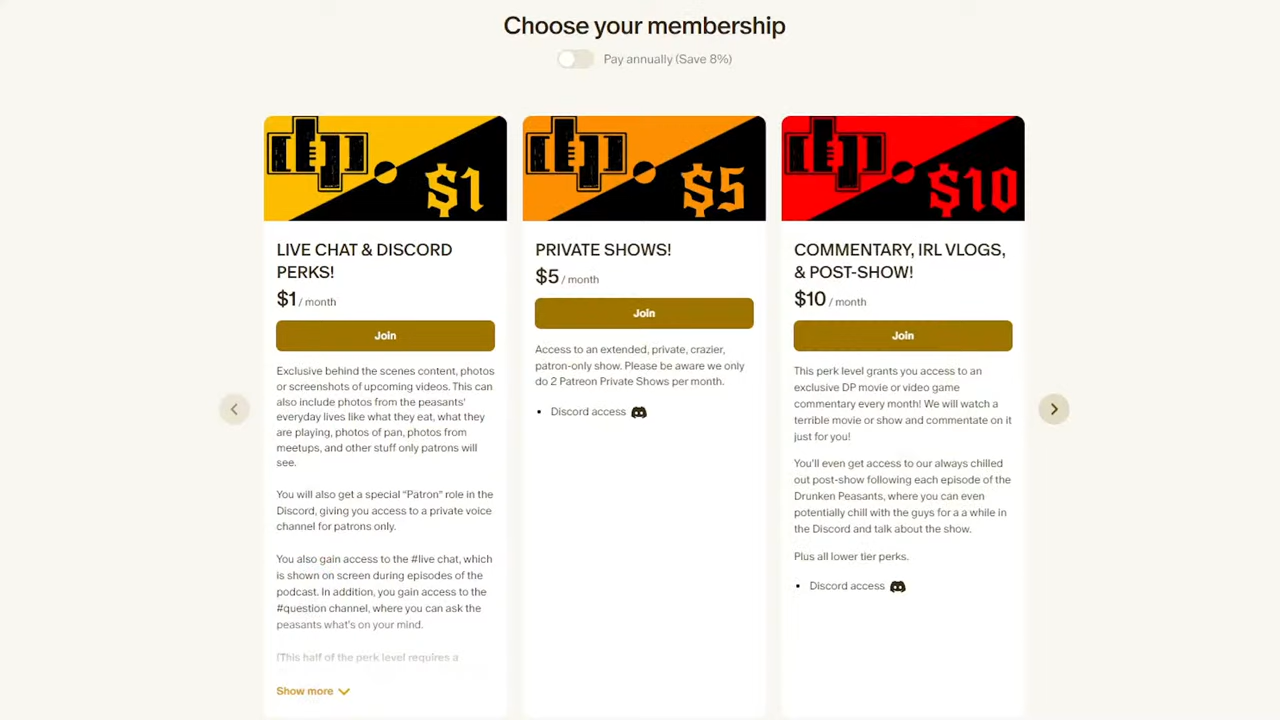 Choose your membership
Pay annually (Save 8%)
$1
LIVE CHAT & DISCORD
PERKS!
$1 / month
Join
Exclusive behind the scenes content, photos
or screenshots of upcoming videos. This can
also include photos from the peasants'
everyday lives like what they eat, what they
are playing, photos of pan, photos from
meetups, and other stuff only patrons will
see.
You will also get a special “Patron” role in the
Discord, giving you access to a private voice
channel for patrons only.
You also gain access to the #live chat, which
is shown on screen during episodes of the
podcast. In addition, you gain access to the
#question channel, where you can ask the
peasants what's on your mind.
(This half of the perk level requires a
Show more
$5
PRIVATE SHOWS!
$5 / month
Join
Access to an extended, private, crazier,
patron-only show. Please be aware we only
do 2 Patreon Private Shows per month.
• Discord access
$10
COMMENTARY, IRL VLOGS,
& POST-SHOW!
$10 / month
Join
This perk level grants you access to an
exclusive DP movie or video game
commentary every month! We will watch a
terrible movie or show and commentate on it
just for you!
You'll even get access to our always chilled
out post-show following each episode of the
Drunken Peasants, where you can even
potentially chill with the guys for a a while in
the Discord and talk about the show.
Plus all lower tier perks.
• Discord access